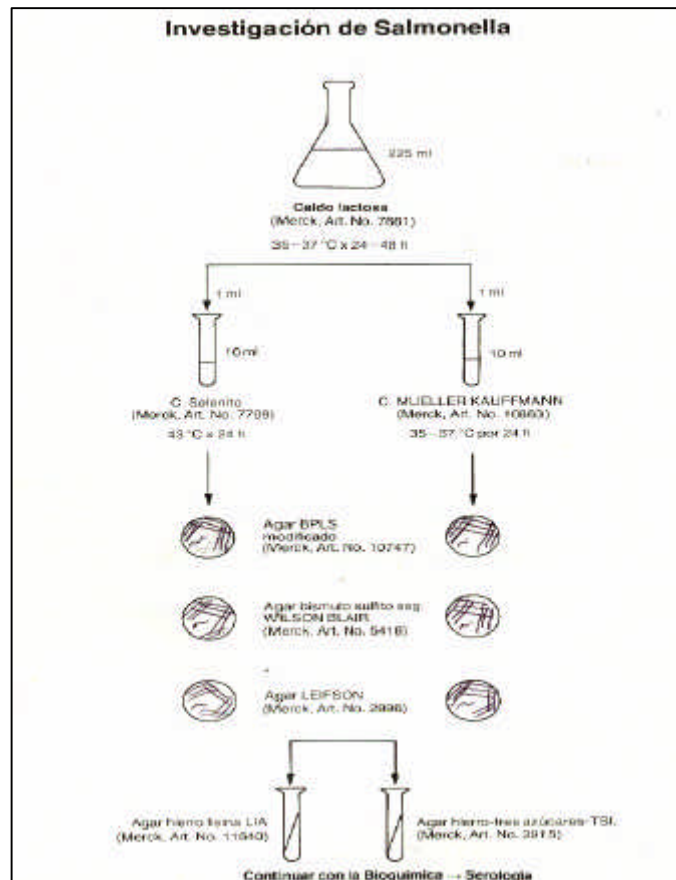 Investigación de Salmonella
225 ml
Caldo lactosa
(Merck, Art. No. 7661)
35–37 °C x 24–48 h
1 ml
1 ml
10 ml
10 ml
C. Selenito
(Merck, Art. No. 7709)
43 °C x 24 h
C. MUELLER KAUFFMANN
(Merck, Art. No. 10863)
35–37 °C por 24 h
Agar BPLS
modificado
(Merck, Art. No. 10747)
Agar bismuto sulfito seg.
WILSON BLAIR
(Merck, Art. No. 5418)
Agar LEIFSON
(Merck, Art. No. 2896)
Agar hierro lisina LIA
(Merck, Art. No. 11640)
Agar hierro-tres azúcares-TSI.
(Merck, Art. No. 3915)
Continuar con la Bioquímica → Serología